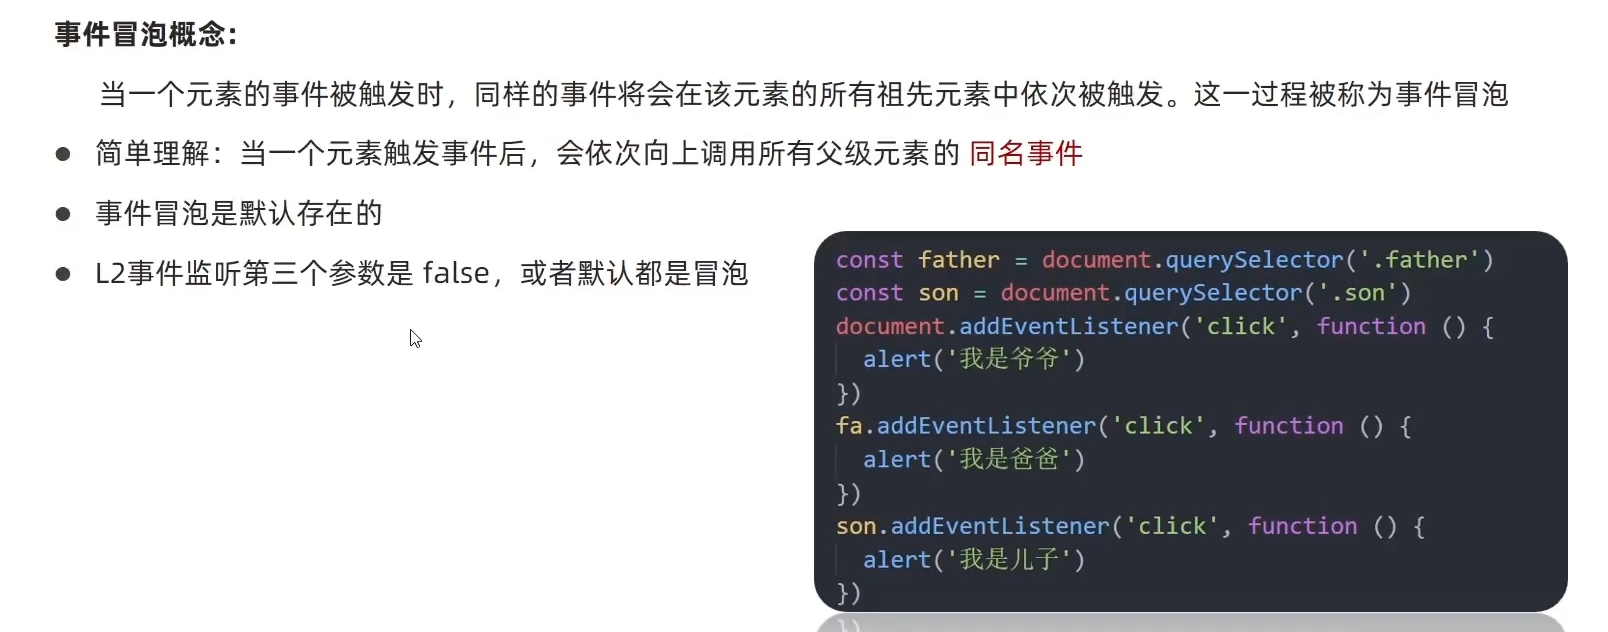 事件冒泡概念:
当一个元素的事件被触发时，同样的事件将会在该元素的所有祖先元素中依次被触发。这一过程被称为事件冒泡
● 简单理解：当一个元素触发事件后，会依次向上调用所有父级元素的 同名事件
● 事件冒泡是默认存在的
● L2事件监听第三个参数是 false，或者默认都是冒泡
const father = document.querySelector('.father')
const son = document.querySelector('.son')
document.addEventListener('click', function () {
  alert('我是爷爷')
})
fa.addEventListener('click', function () {
  alert('我是爸爸')
})
son.addEventListener('click', function () {
  alert('我是儿子')
})